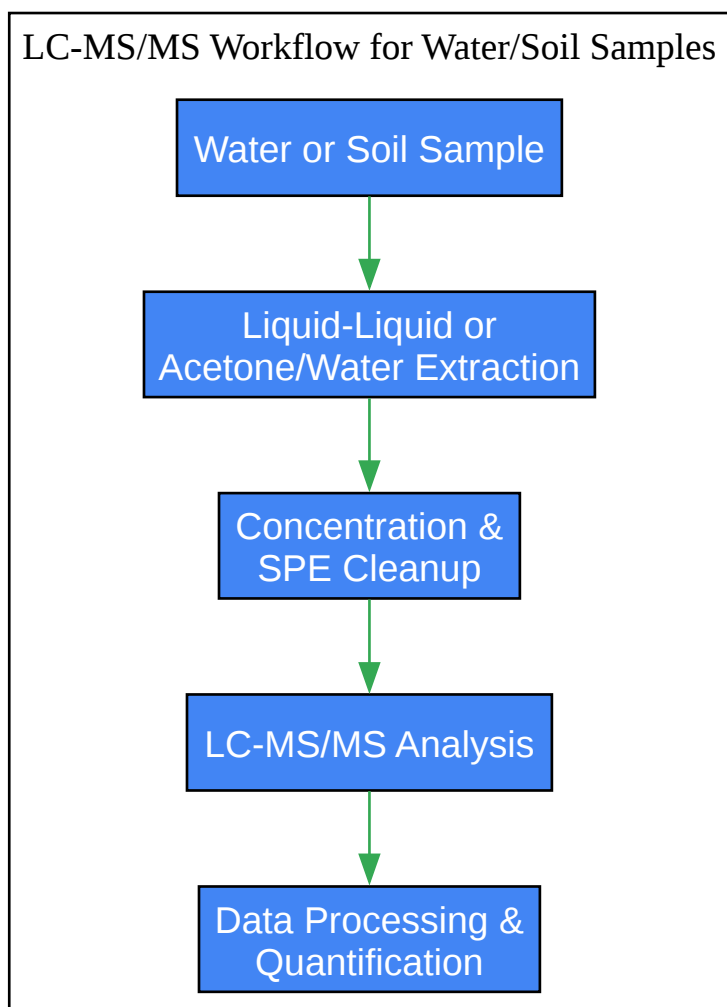 LC-MS/MS Workflow for Water/Soil Samples
Water or Soil Sample
Liquid-Liquid or
Acetone/Water Extraction
Concentration &
SPE Cleanup
LC-MS/MS Analysis
Data Processing &
Quantification